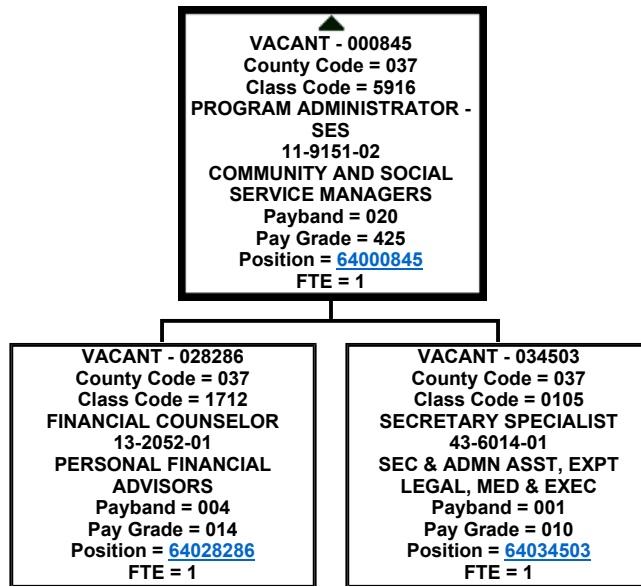 VACANT - 000845
County Code = 037
Class Code = 5916
PROGRAM ADMINISTRATOR -
SES
11-9151-02
COMMUNITY AND SOCIAL
SERVICE MANAGERS
Payband = 020
Pay Grade = 425
Position = 64000845
FTE = 1
VACANT - 028286
County Code = 037
Class Code = 1712
FINANCIAL COUNSELOR
13-2052-01
PERSONAL FINANCIAL
ADVISORS
Payband = 004
Pay Grade = 014
Position = 64028286
FTE = 1
VACANT - 034503
County Code = 037
Class Code = 0105
SECRETARY SPECIALIST
43-6014-01
SEC & ADMN ASST, EXPT
LEGAL, MED & EXEC
Payband = 001
Pay Grade = 010
Position = 64034503
FTE = 1